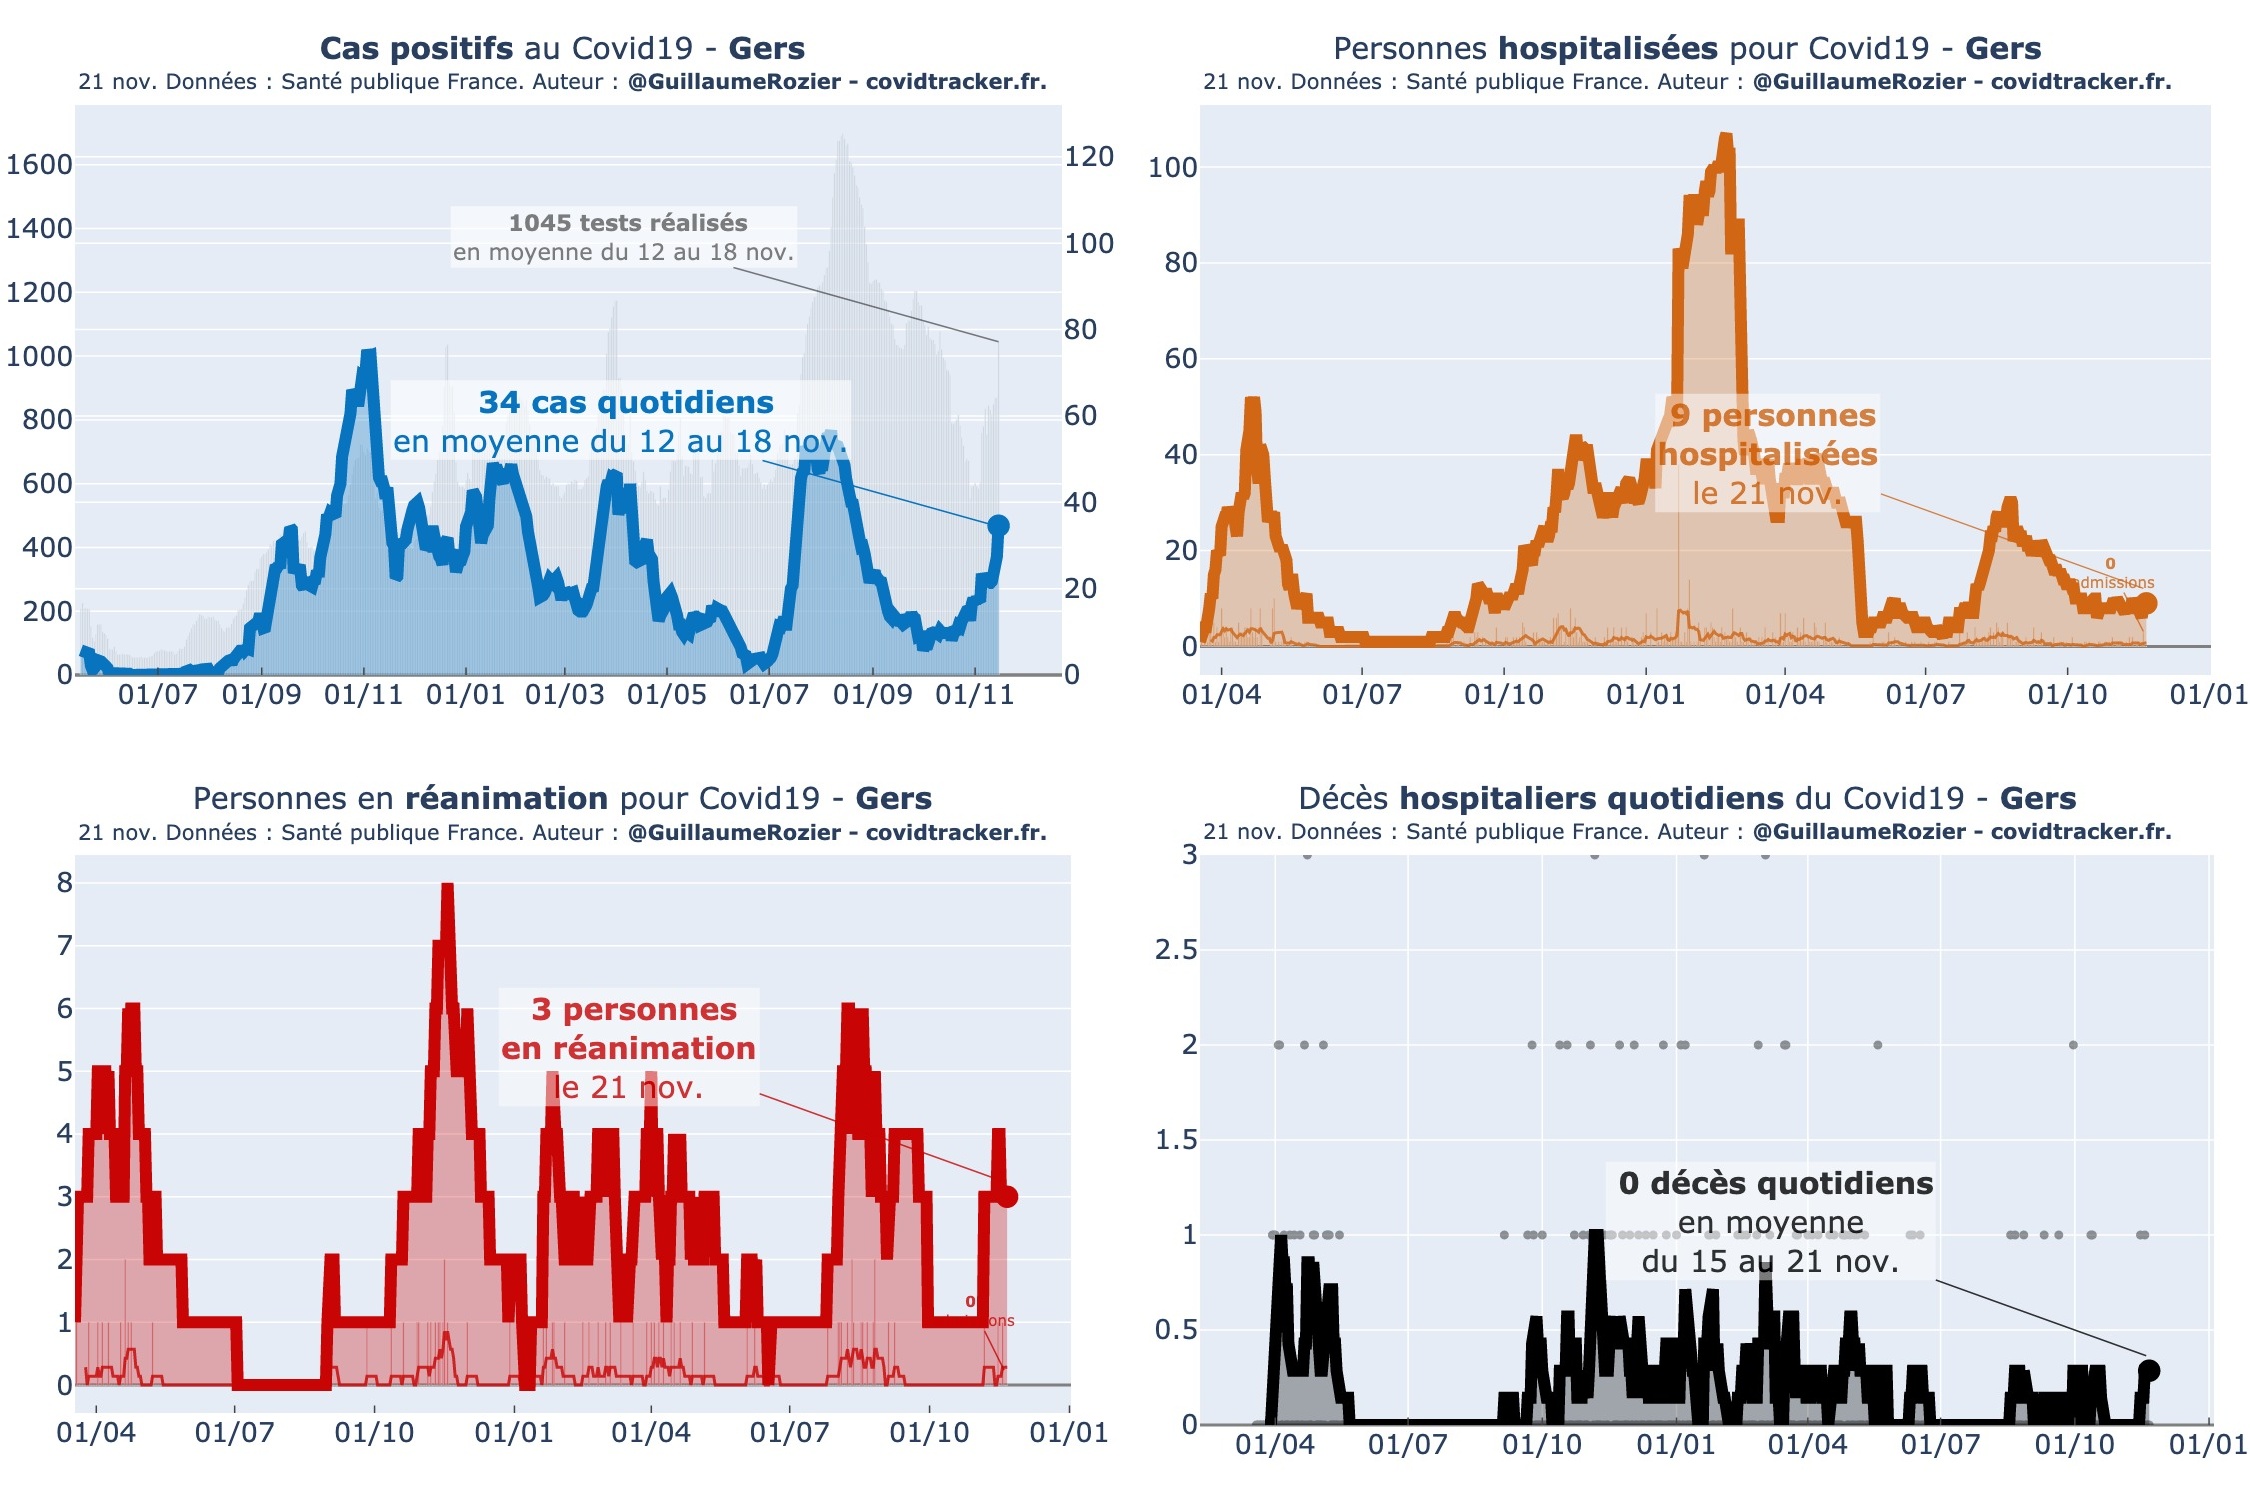 Cas positifs au Covid19 - Gers
21 nov. Données : Santé publique France. Auteur : @GuillaumeRozier - covidtracker.fr.
1600
1400
1200
1000
800
600
400
200
0
120
100
80
60
40
20
0
1045 tests réalisés
en moyenne du 12 au 18 nov.
34 cas quotidiens
en moyenne du 12 au 18 nov.
01/07 01/09 01/11 01/01 01/03 01/05 01/07 01/09 01/11
Personnes hospitalisées pour Covid19 - Gers
21 nov. Données : Santé publique France. Auteur : @GuillaumeRozier - covidtracker.fr.
100
80
60
40
20
0
9 personnes
hospitalisées
le 21 nov.
0
admissions
01/04 01/07 01/10 01/01 01/04 01/07 01/10 01/01
Personnes en réanimation pour Covid19 - Gers
21 nov. Données : Santé publique France. Auteur : @GuillaumeRozier - covidtracker.fr.
8
7
6
5
4
3
2
1
0
3 personnes
en réanimation
le 21 nov.
0
01/04 01/07 01/10 01/01 01/04 01/07 01/10 01/01
Décès hospitaliers quotidiens du Covid19 - Gers
21 nov. Données : Santé publique France. Auteur : @GuillaumeRozier - covidtracker.fr.
3
2.5
2
1.5
1
0.5
0
0 décès quotidiens
en moyenne
du 15 au 21 nov.
01/04 01/07 01/10 01/01 01/04 01/07 01/10 01/01